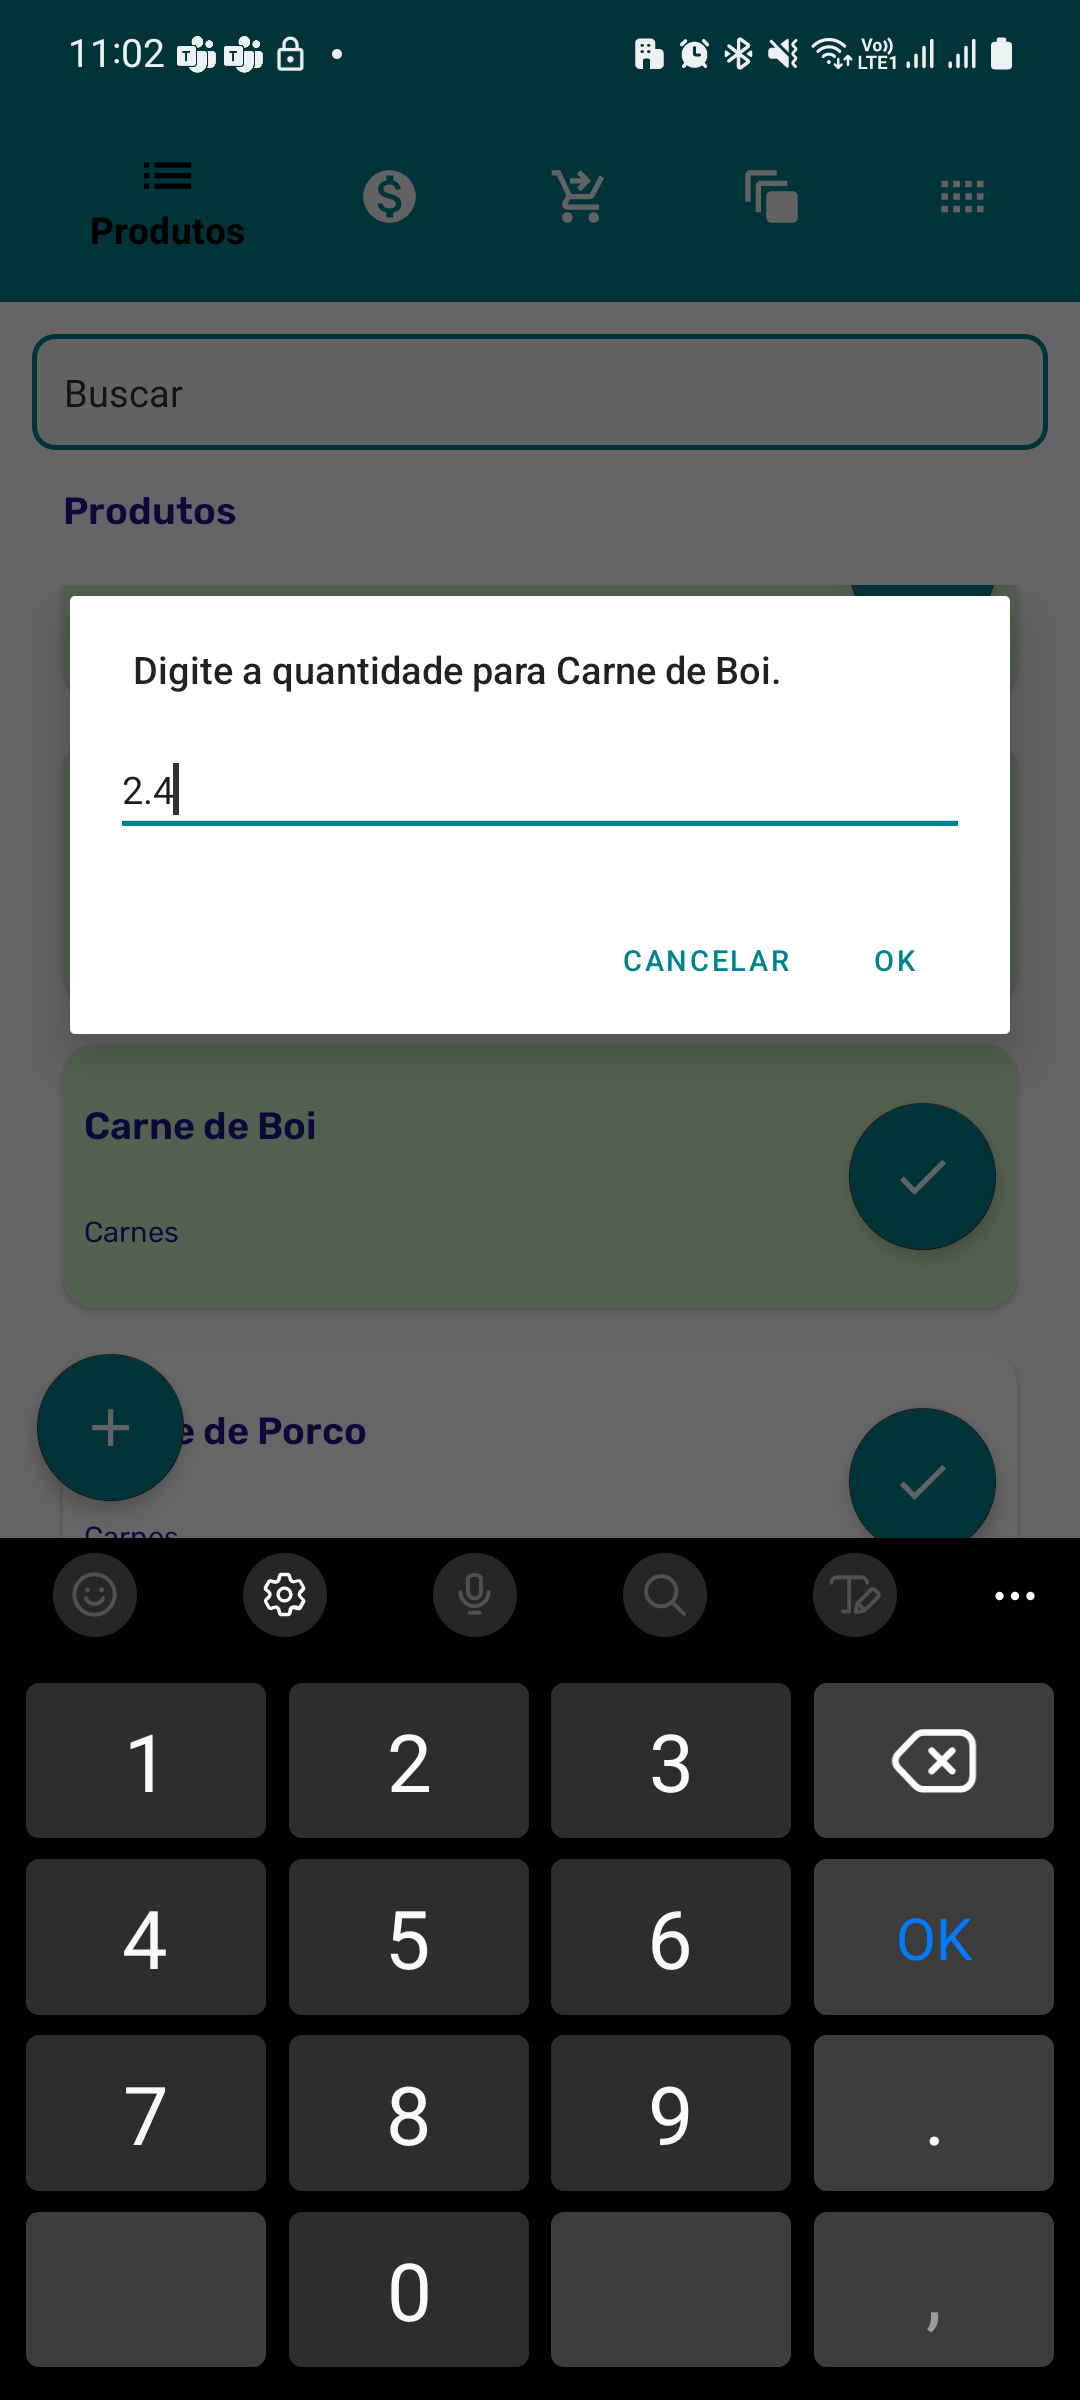 11:02
Vo))
LTE1
Produtos
Buscar
Produtos
Digite a quantidade para Carne de Boi.
2.4
CANCELAR OK
Carne de Boi
Carnes
e de Porco
Carnes
1 2 3
4 5 6 OK
7 8 9 .
0 ,